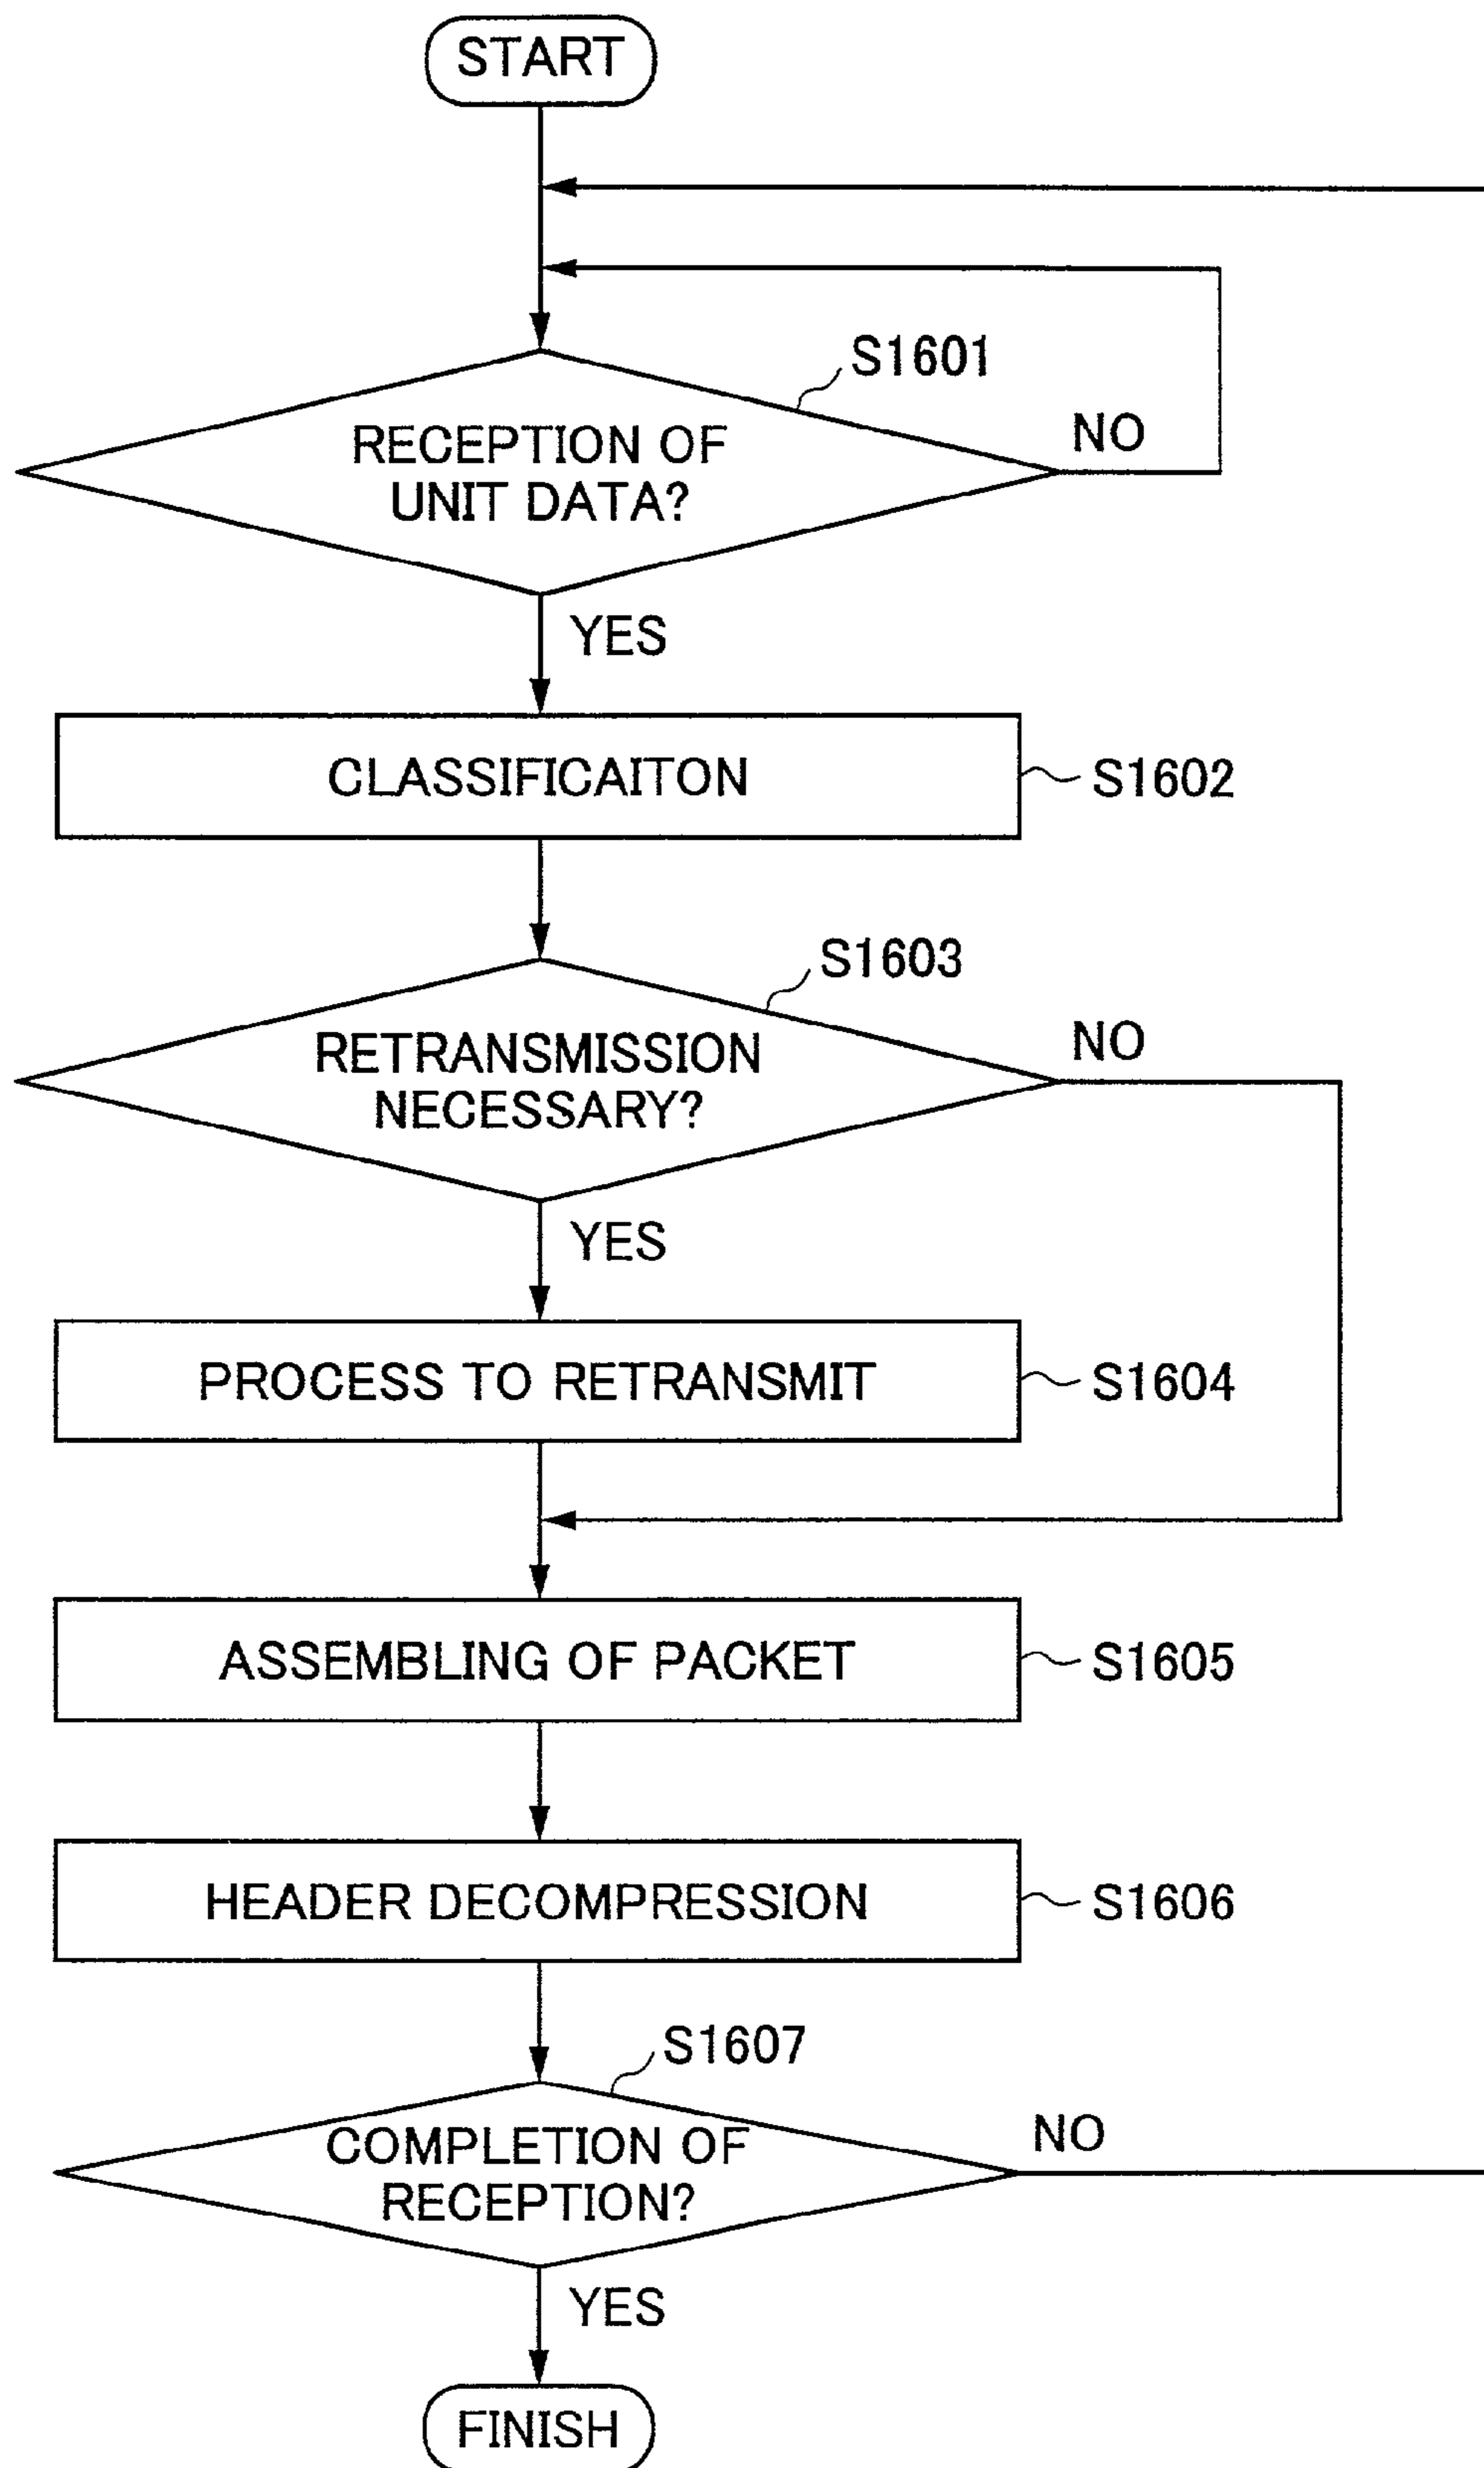 START
S1601
RECEPTION OF
UNIT DATA?
NO
YES
CLASSIFICAITON
S1602
S1603
RETRANSMISSION
NECESSARY?
NO
YES
PROCESS TO RETRANSMIT
S1604
ASSEMBLING OF PACKET
S1605
HEADER DECOMPRESSION
S1606
S1607
COMPLETION OF
RECEPTION?
NO
YES
FINISH